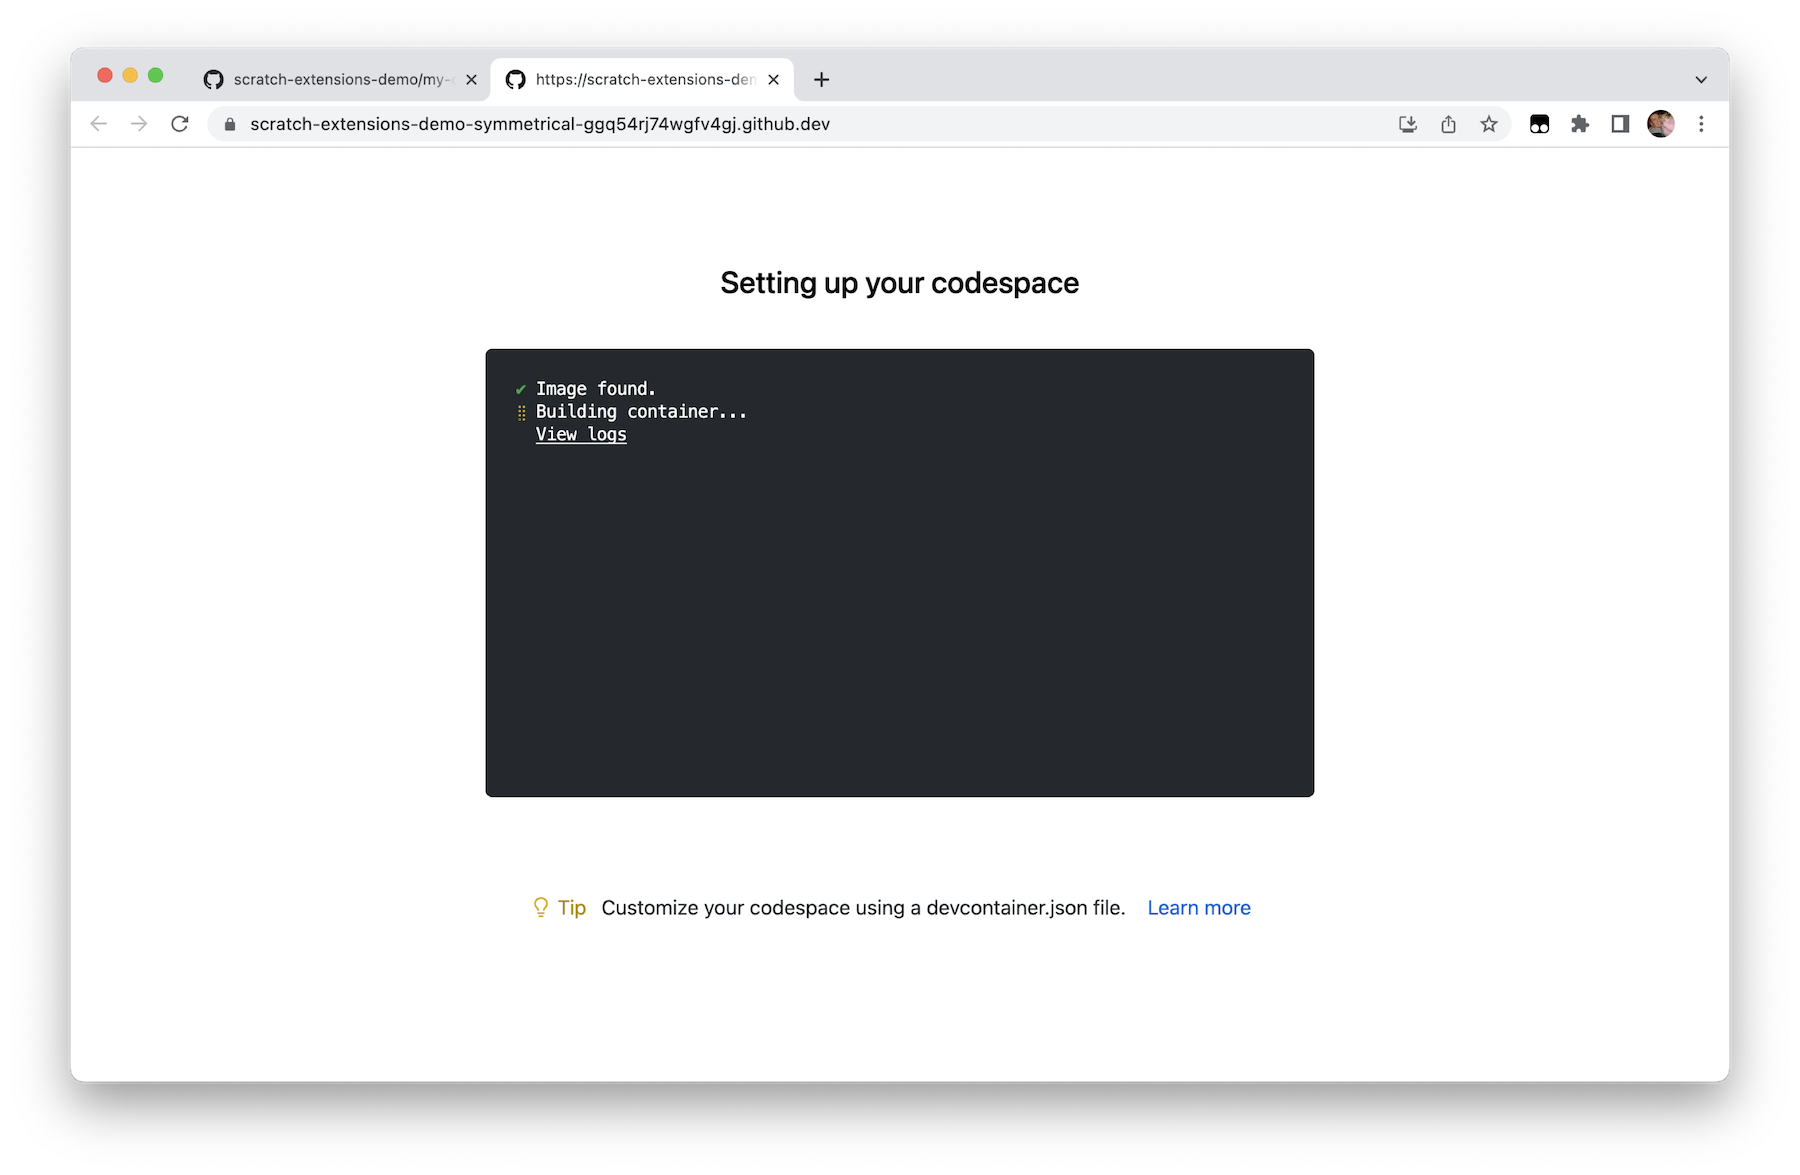 scratch-extensions-demo/my-
https://scratch-extensions-den
scratch-extensions-demo-symmetrical-ggq54rj74wgfv4gj.github.dev
Setting up your codespace
✔ Image found.
Building container...
View logs
Tip Customize your codespace using a devcontainer.json file. Learn more